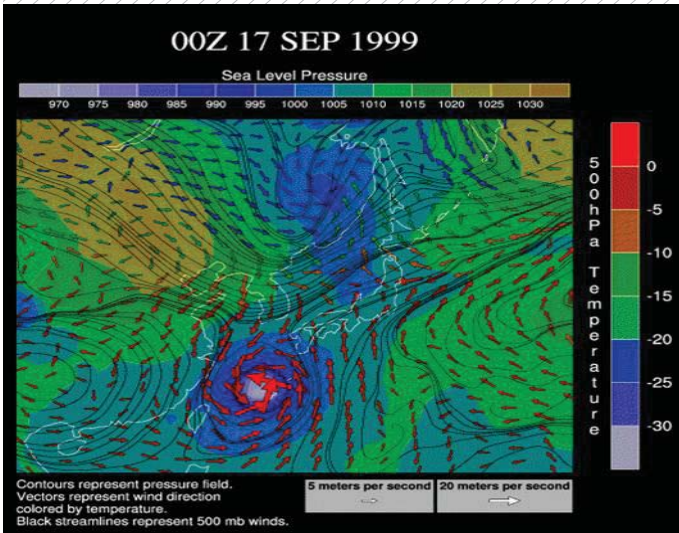 00Z 17 SEP 1999
Sea Level Pressure
970 975 980 985 990 995 1000 1005 1010 1015 1020 1025 1030
500hPa Temperature
0
-5
-10
-15
-20
-25
-30
Contours represent pressure field.
Vectors represent wind direction
colored by temperature.
Black streamlines represent 500 mb winds.
5 meters per second
20 meters per second